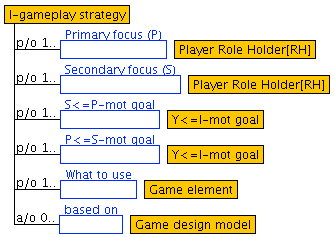 I-gameplay strategy
p/o 1.. Primary focus (P) Player Role Holder[RH]
p/o 1.. Secondary focus (S) Player Role Holder[RH]
p/o 1.. S<=P-mot goal Y<=I-mot goal
p/o 1.. P<=S-mot goal Y<=I-mot goal
p/o 1.. What to use Game element
a/o 0.. based on Game design model